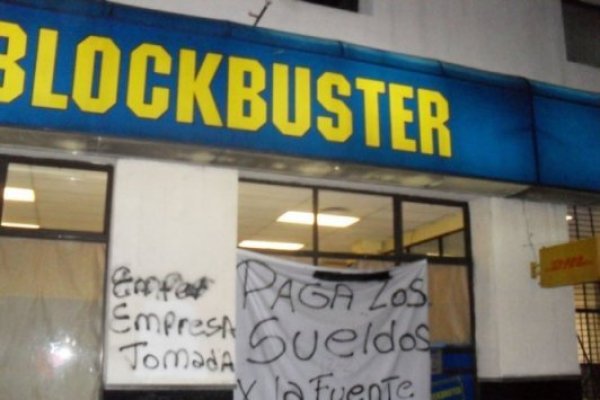 BLOCKBUSTER
DHL
EMPRESA
TOMADA
PAGA LOS
SUELDOS
Y LA FUENTE